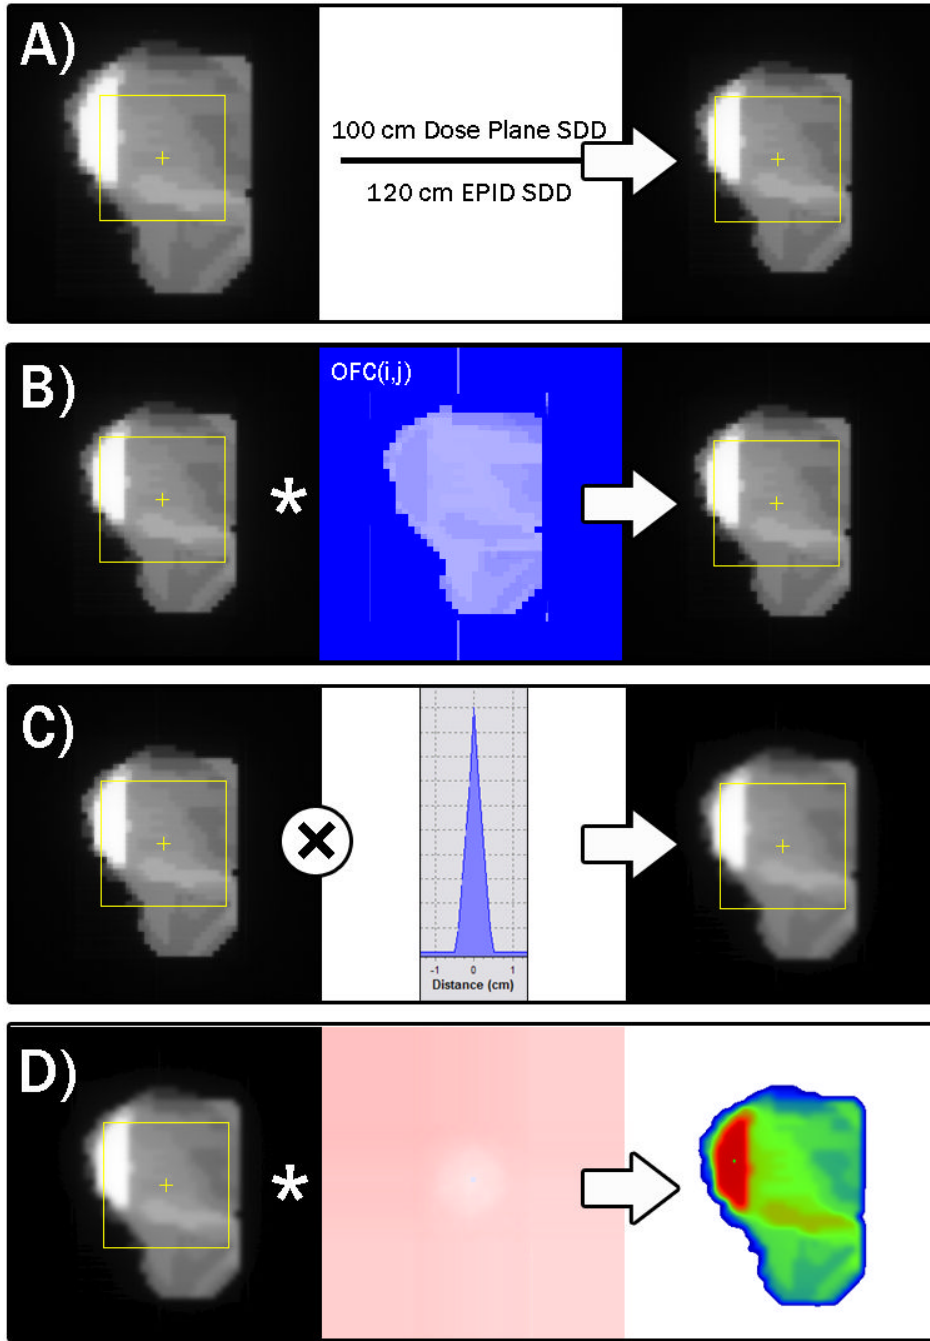 A)
100 cm Dose Plane SDD
120 cm EPID SDD
B)
OFC(i,j)
*
C)
-1 0 1
Distance (cm)
D)
*